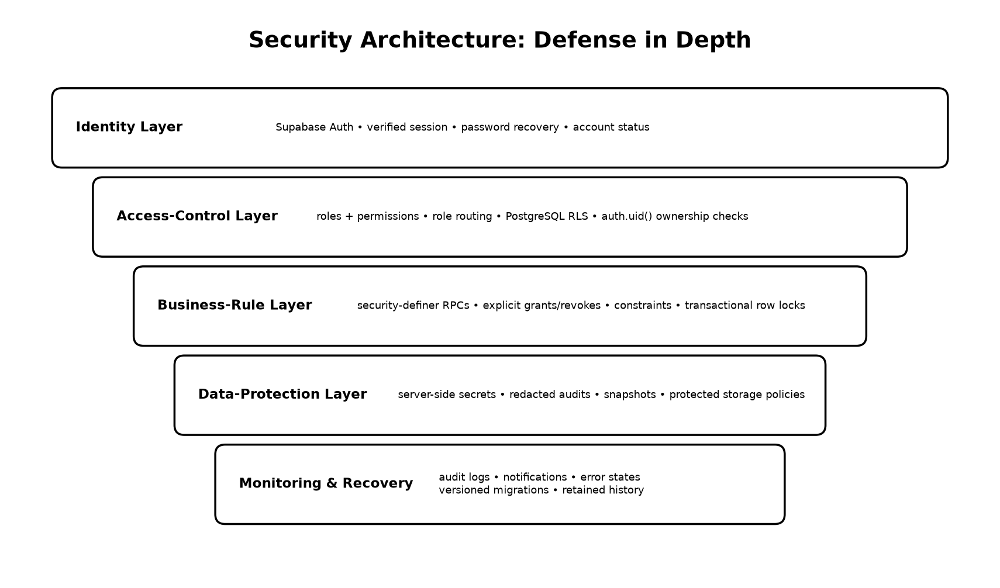 Security Architecture: Defense in Depth
Identity Layer
Supabase Auth • verified session • password recovery • account status
Access-Control Layer
roles + permissions • role routing • PostgreSQL RLS • auth.uid() ownership checks
Business-Rule Layer
security-definer RPCs • explicit grants/revokes • constraints • transactional row locks
Data-Protection Layer
server-side secrets • redacted audits • snapshots • protected storage policies
Monitoring & Recovery
audit logs • notifications • error states
versioned migrations • retained history